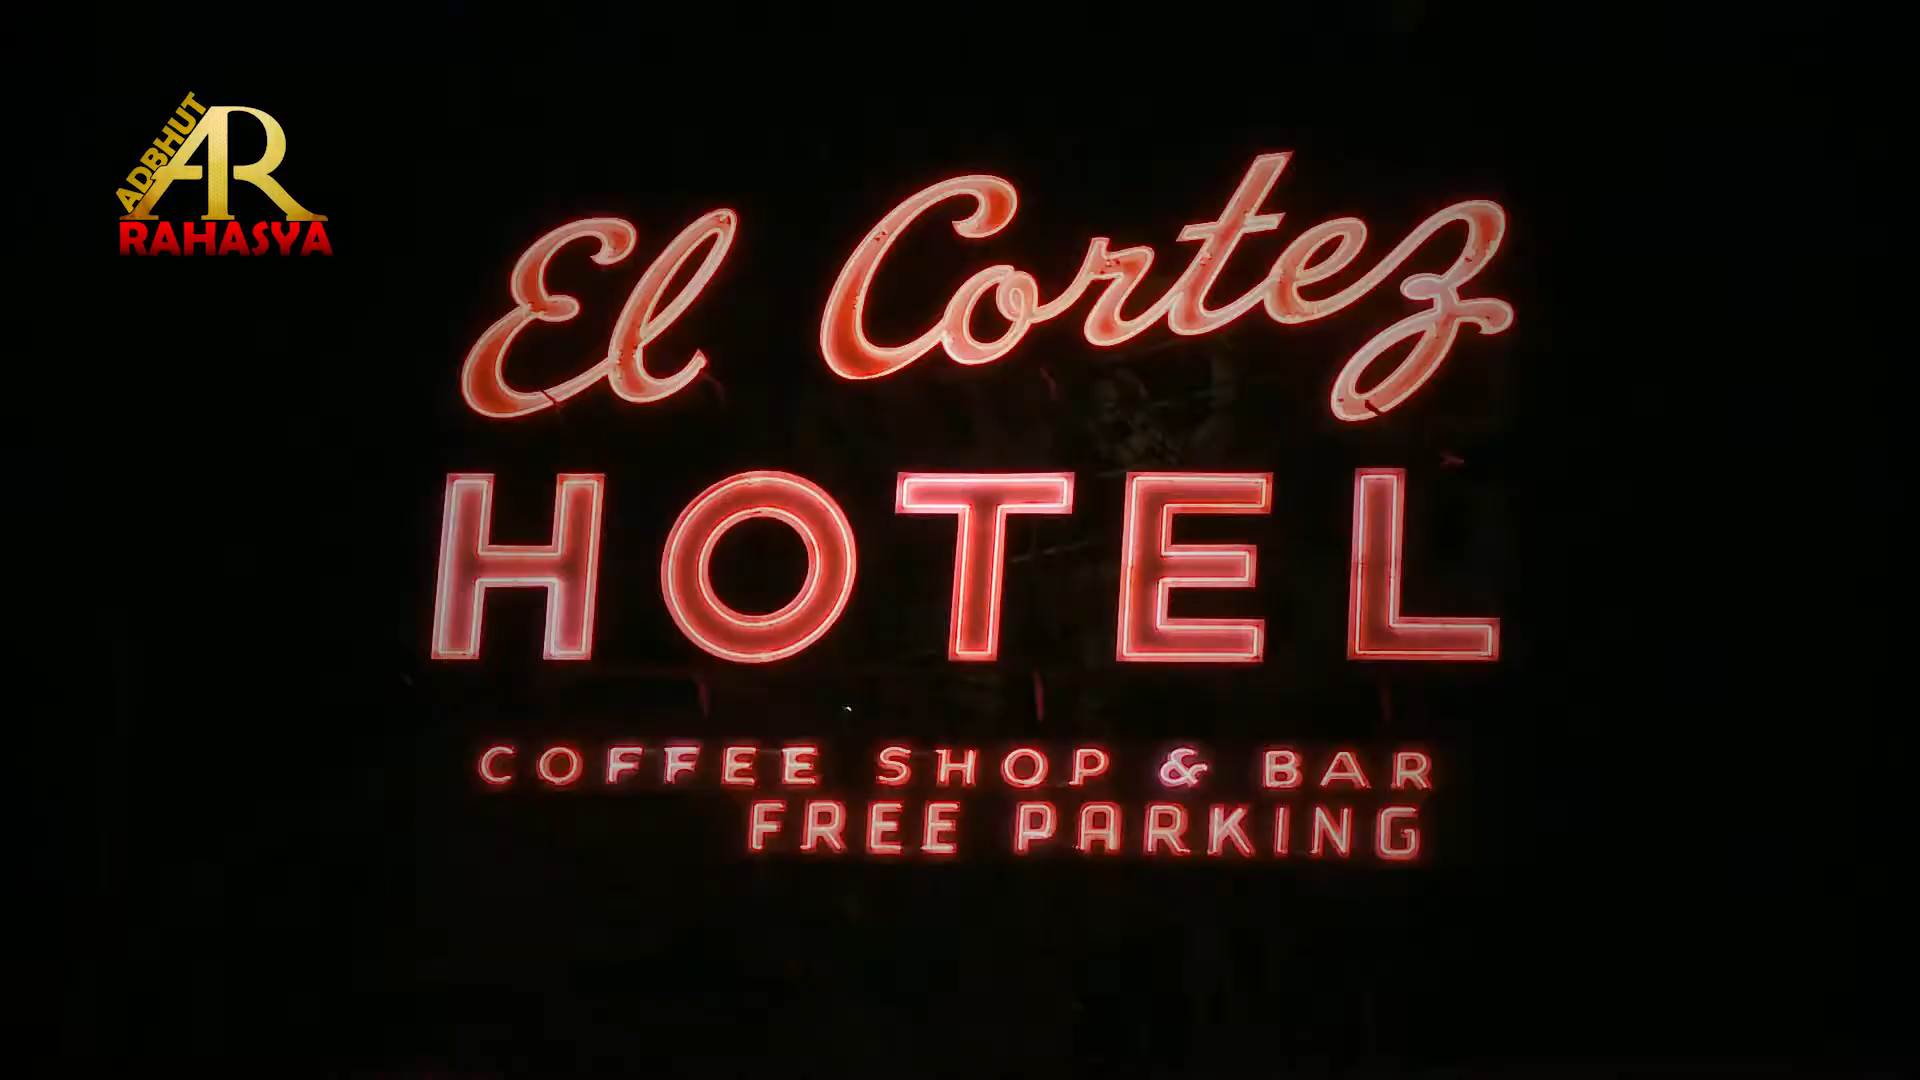 ADBHUT
AR
RAHASYA
El Cortez
HOTEL
COFFEE SHOP & BAR
FREE PARKING